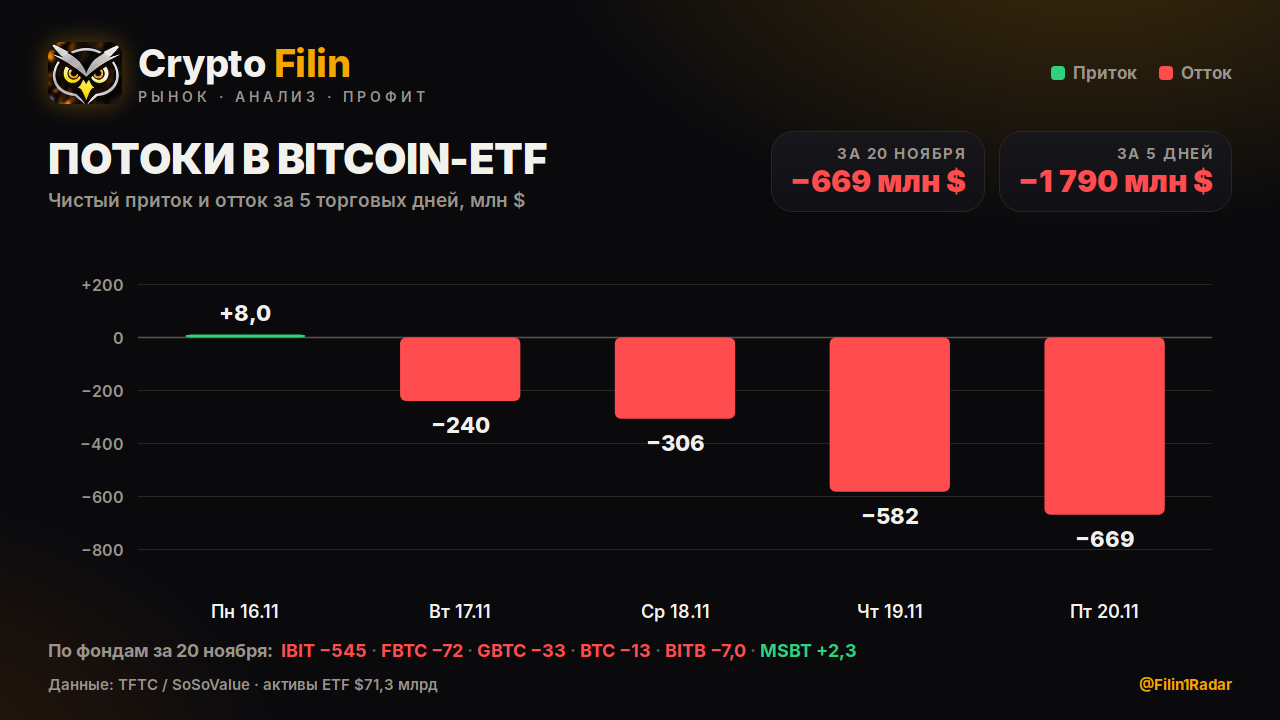 Crypto Filin
РЫНОК · АНАЛИЗ · ПРОФИТ
Приток
Отток
ПОТОКИ В BITCOIN-ETF
Чистый приток и отток за 5 торговых дней, млн $
ЗА 20 НОЯБРЯ
−669 млн $
ЗА 5 ДНЕЙ
−1 790 млн $
+200
0
−200
−400
−600
−800
+8,0
−240
−306
−582
−669
Пн 16.11
Вт 17.11
Ср 18.11
Чт 19.11
Пт 20.11
По фондам за 20 ноября: IBIT −545 · FBTC −72 · GBTC −33 · BTC −13 · BITB −7,0 · MSBT +2,3
Данные: TFTC / SoSoValue · активы ETF $71,3 млрд
@Filin1Radar